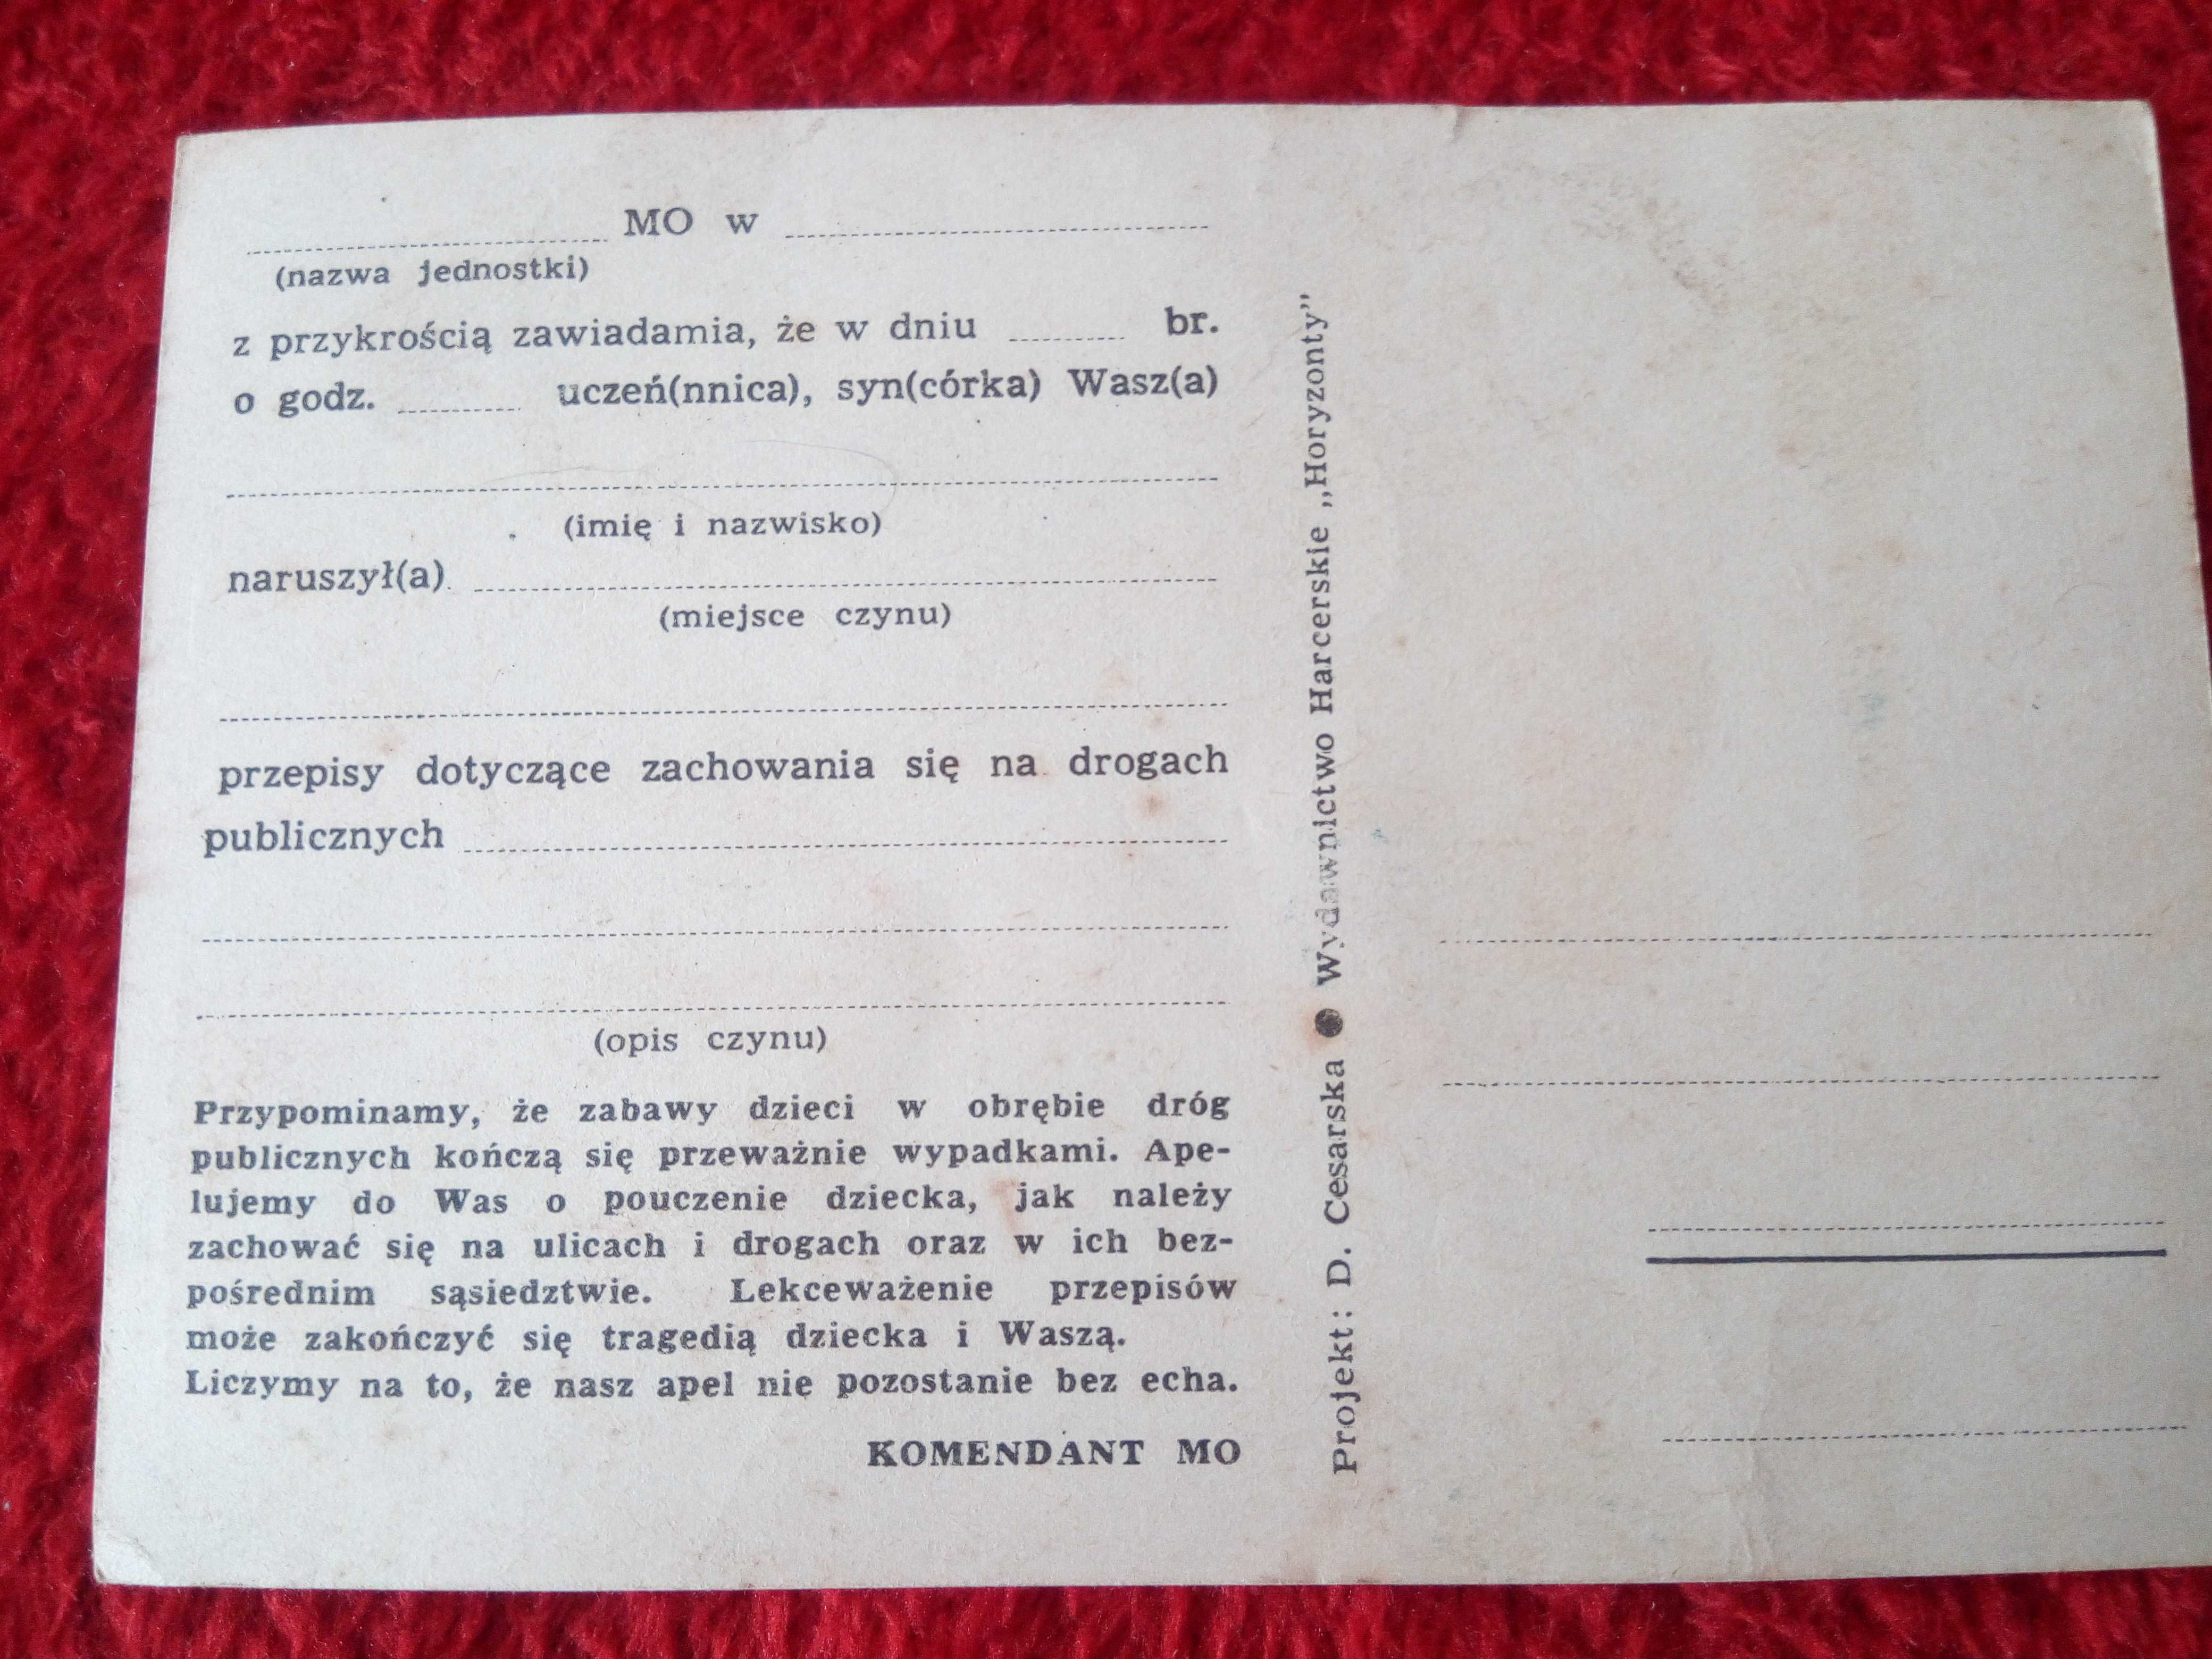 MO w
(nazwa jednostki)
z przykrością zawiadamia, że w dniu br.
o godz. uczeń(nnica), syn(córka) Wasz(a)
(imię i nazwisko)
naruszył(a)
(miejsce czynu)
przepisy dotyczące zachowania się na drogach
publicznych
(opis czynu)
Przypominamy, że zabawy dzieci w obrębie dróg
publicznych kończą się przeważnie wypadkami. Ape-
lujemy do Was o pouczenie dziecka, jak należy
zachować się na ulicach i drogach oraz w ich bez-
pośrednim sąsiedztwie. Lekceważenie przepisów
może zakończyć się tragedią dziecka i Waszą.
Liczymy na to, że nasz apel nie pozostanie bez echa.
KOMENDANT MO
Projekt: D. Cesarska ● Wydawnictwo Harcerskie „Horyzonty"